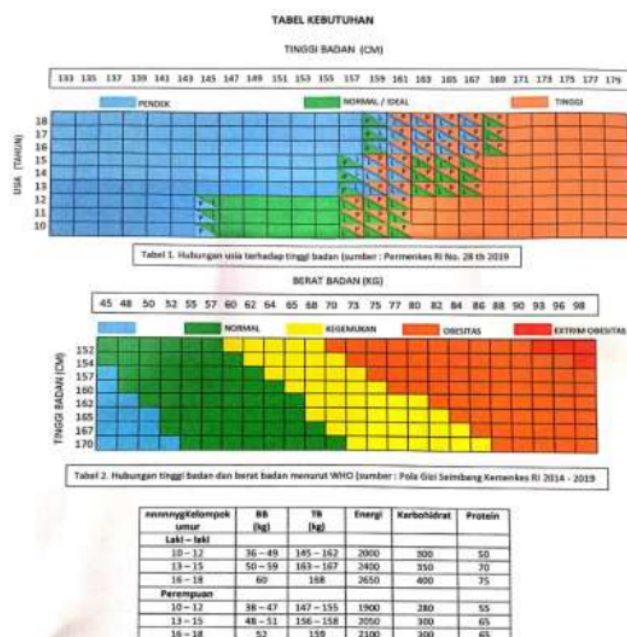 TABEL KEBUTUHAN
TINGGI BADAN (CM)
133 135 137 139 141 143 145 147 149 151 153 155 157 159 161 163 165 167 169 171 173 175 177 179
PENDEK NORMAL / IDEAL TINGGI
USIA (TAHUN)
18
17
16
15
14
13
12
11
10
Tabel 1. Hubungan usia terhadap tinggi badan (sumber : Permenkes RI No. 28 th 2019
BERAT BADAN (KG)
45 48 50 52 55 57 60 62 64 65 68 70 73 75 77 80 82 84 86 88 90 93 96 98
NORMAL KEGEMUKAN OBESITAS EXTRIM OBESITAS
TINGGI BADAN (CM)
152
154
157
160
162
165
167
170
Tabel 2. Hubungan tinggi badan dan berat badan menurut WHO (sumber : Pola Gizi Seimbang Kemenkes RI 2014 - 2019
nnnnnygKelompok umur BB (kg) TB (kg) Energi Karbohidrat Protein
Laki – laki
10 – 12 36 – 49 145 – 162 2000 300 50
13 – 15 50 – 59 163 – 167 2400 350 70
16 – 18 60 168 2650 400 75
Perempuan
10 – 12 38 – 47 147 – 155 1900 280 55
13 – 15 48 – 51 156 – 158 2050 300 65
16 – 18 52 159 2100 300 65